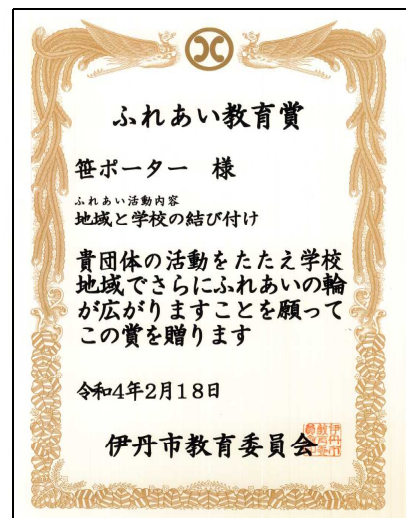 ふれあい教育賞
笹ポーター 様
ふれあい活動内容
地域と学校の結び付け
貴団体の活動をたたえ学校
地域でさらにふれあいの輪
が広がりますことを願って
この賞を贈ります
令和4年2月18日
伊丹市教育委員会